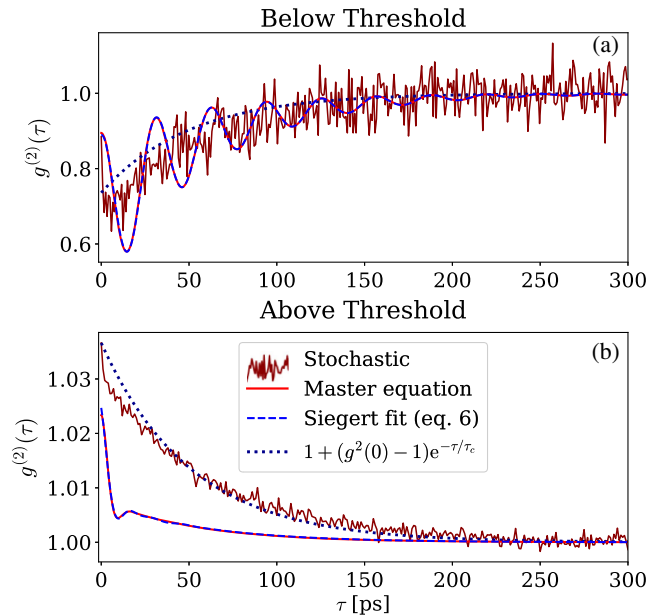 Below Threshold
(a)
g⁽²⁾(τ)
1.0
0.8
0.6
0 50 100 150 200 250 300
Above Threshold
(b)
g⁽²⁾(τ)
1.03
1.02
1.01
1.00
Stochastic
Master equation
Siegert fit (eq. 6)
1 + (g²(0) − 1)e^{−τ/τ_c}
0 50 100 150 200 250 300
τ [ps]